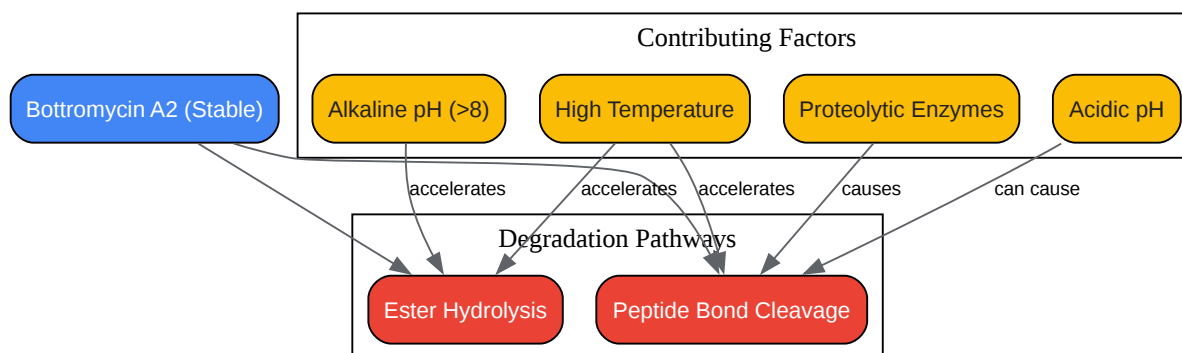 Contributing Factors
Bottromycin A2 (Stable)
Alkaline pH (>8)
High Temperature
Proteolytic Enzymes
Acidic pH
accelerates
accelerates
accelerates
causes
can cause
Degradation Pathways
Ester Hydrolysis
Peptide Bond Cleavage